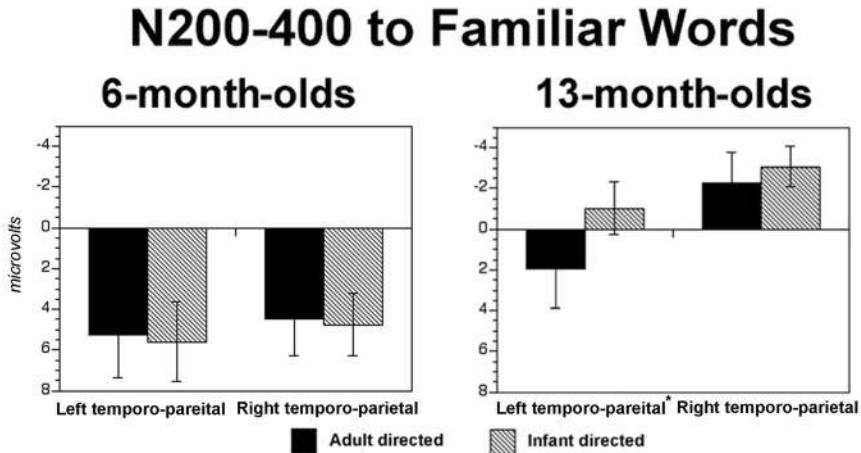 N200-400 to Familiar Words
6-month-olds
13-month-olds
microvolts
-4
-2
0
2
4
6
8
-4
-2
0
2
4
6
8
Left temporo-pareital Right temporo-parietal
Left temporo-pareital* Right temporo-parietal
Adult directed
Infant directed